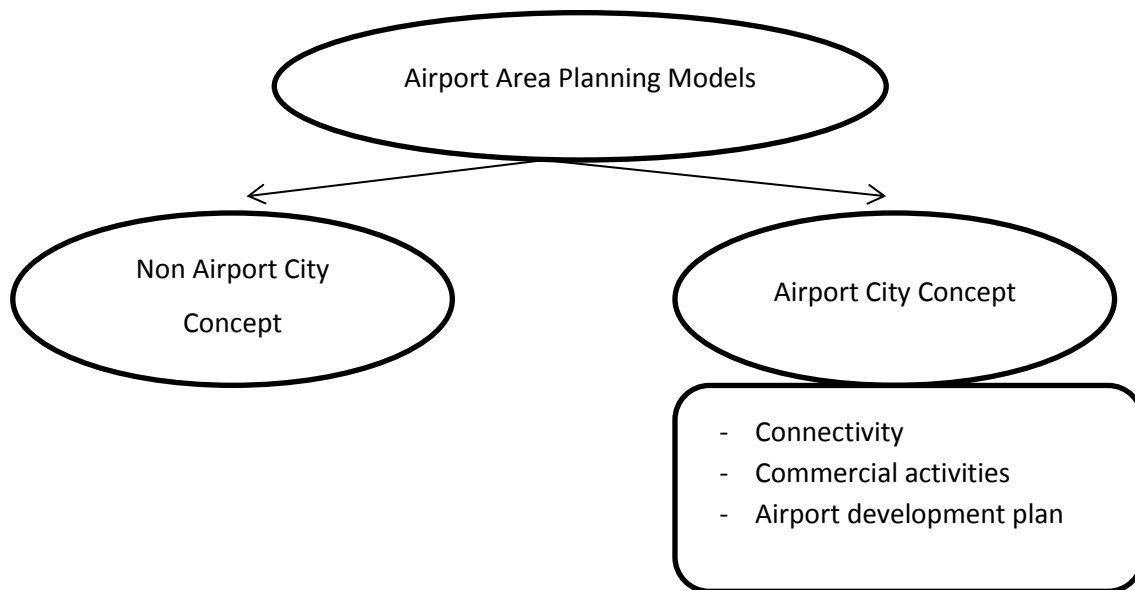 Airport Area Planning Models
Non Airport City
Concept
Airport City Concept
- Connectivity
- Commercial activities
- Airport development plan